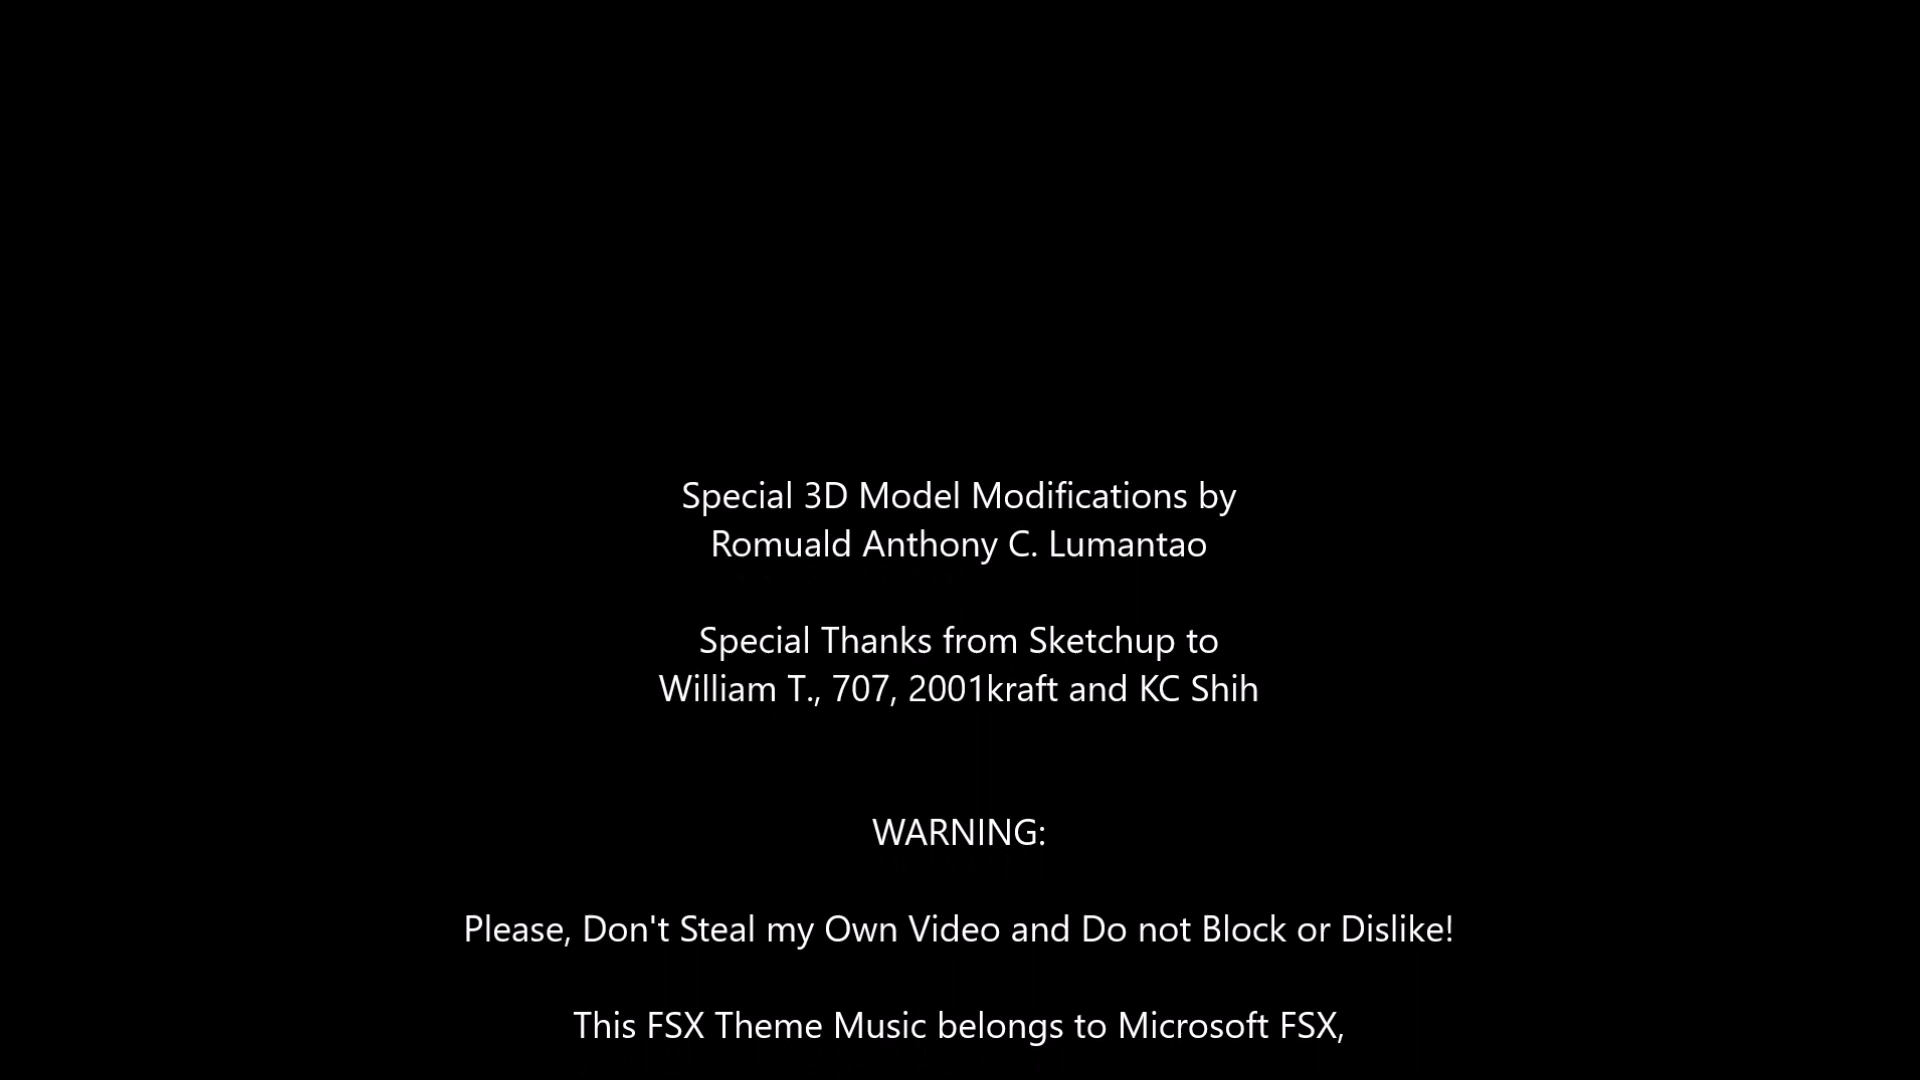 Special 3D Model Modifications by
Romuald Anthony C. Lumantao
Special Thanks from Sketchup to
William T., 707, 2001kraft and KC Shih
WARNING:
Please, Don't Steal my Own Video and Do not Block or Dislike!
This FSX Theme Music belongs to Microsoft FSX,